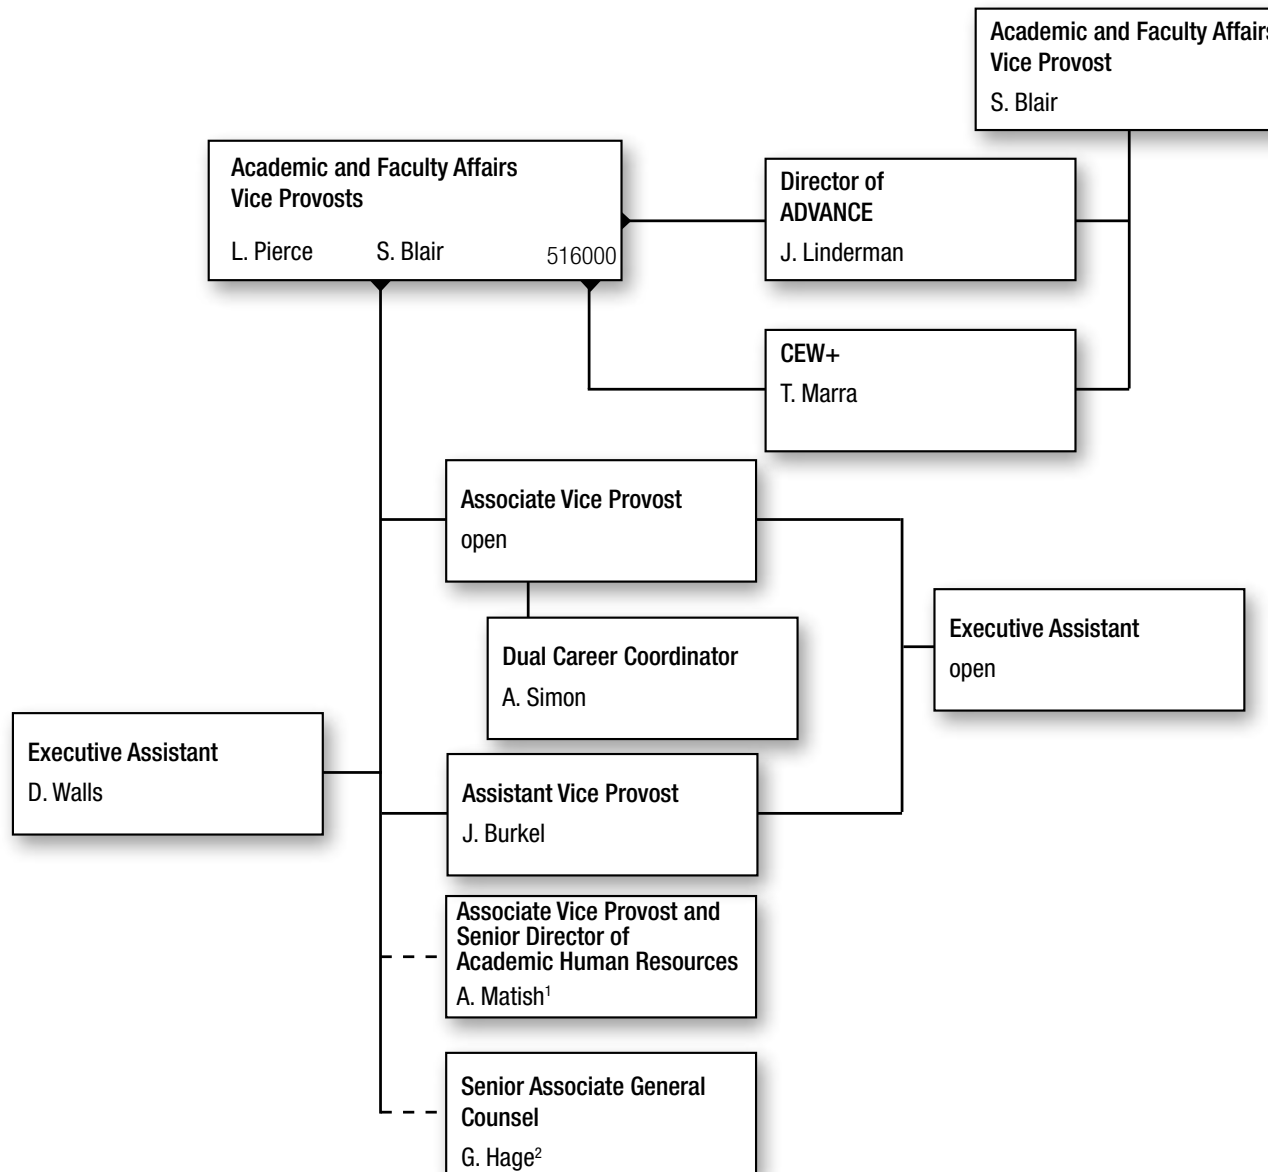 Academic and Faculty Affairs
Vice Provost
S. Blair
Academic and Faculty Affairs
Vice Provosts
L. Pierce S. Blair 516000
Director of
ADVANCE
J. Linderman
CEW+
T. Marra
Associate Vice Provost
open
Dual Career Coordinator
A. Simon
Executive Assistant
open
Executive Assistant
D. Walls
Assistant Vice Provost
J. Burkel
Associate Vice Provost and
Senior Director of
Academic Human Resources
A. Matish¹
Senior Associate General
Counsel
G. Hage²